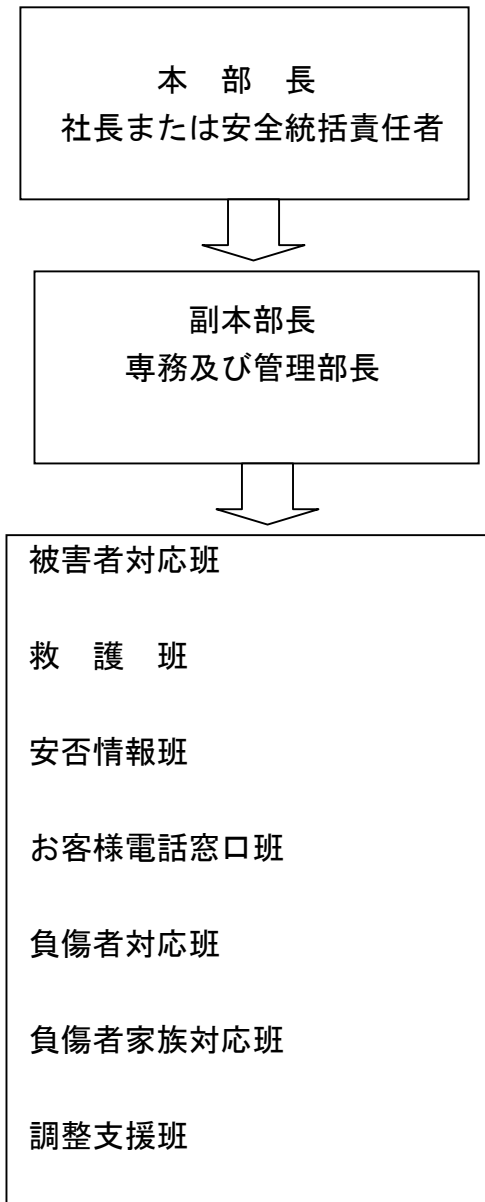 本　部　長
社長または安全統括責任者
副本部長
専務及び管理部長
被害者対応班
救　護　班
安否情報班
お客様電話窓口班
負傷者対応班
負傷者家族対応班
調整支援班